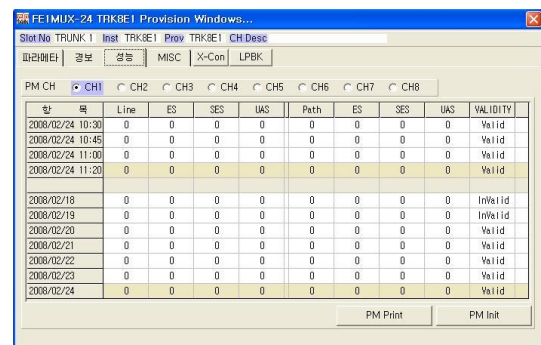 FE1MUX-24 TRK8E1 Provision Windows...
Slot No TRUNK 1 Inst TRK8E1 Prov TRK8E1 CH Desc
파라메타 경보 성능 MISC X-Con LPBK
PM CH CH1 CH2 CH3 CH4 CH5 CH6 CH7 CH8
항 목 Line ES SES UAS Path ES SES UAS VALIDITY
2008/02/24 10:30 0 0 0 0 0 0 0 0 Valid
2008/02/24 10:45 0 0 0 0 0 0 0 0 Valid
2008/02/24 11:00 0 0 0 0 0 0 0 0 Valid
2008/02/24 11:20 0 0 0 0 0 0 0 0 Valid
2008/02/18 0 0 0 0 0 0 0 0 InValid
2008/02/19 0 0 0 0 0 0 0 0 InValid
2008/02/20 0 0 0 0 0 0 0 0 Valid
2008/02/21 0 0 0 0 0 0 0 0 Valid
2008/02/22 0 0 0 0 0 0 0 0 Valid
2008/02/23 0 0 0 0 0 0 0 0 Valid
2008/02/24 0 0 0 0 0 0 0 0 Valid
PM Print PM Init